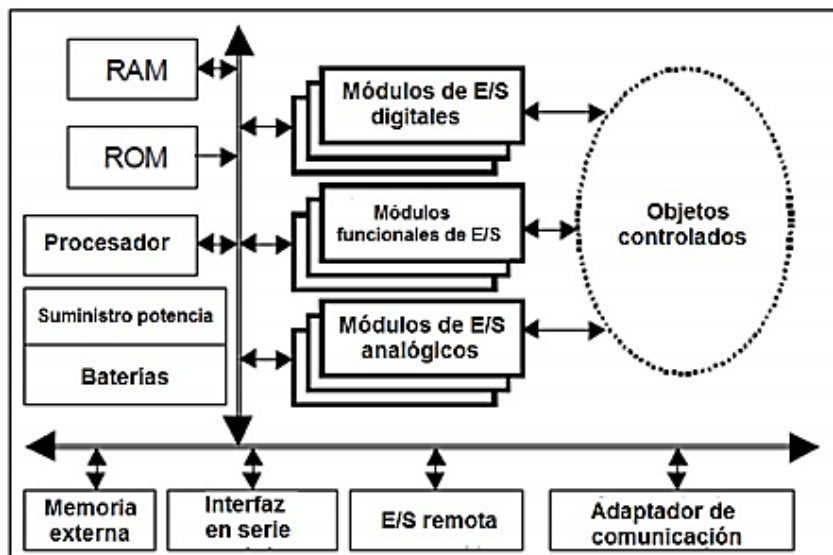 RAM
ROM
Procesador
Suministro potencia
Baterías
Módulos de E/S
digitales
Módulos
funcionales de E/S
Módulos de E/S
analógicos
Objetos
controlados
Memoria
externa
Interfaz
en serie
E/S remota
Adaptador de
comunicación